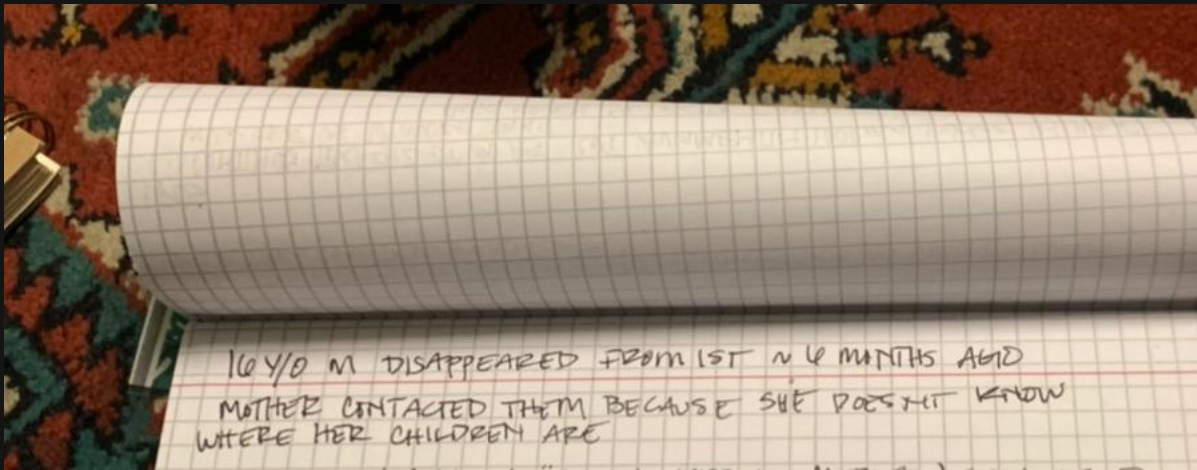 16 Y/O M DISAPPEARED FROM IST ~ 6 MONTHS AGO
MOTHER CONTACTED THEM BECAUSE SHE DOESN'T KNOW
WHERE HER CHILDREN ARE